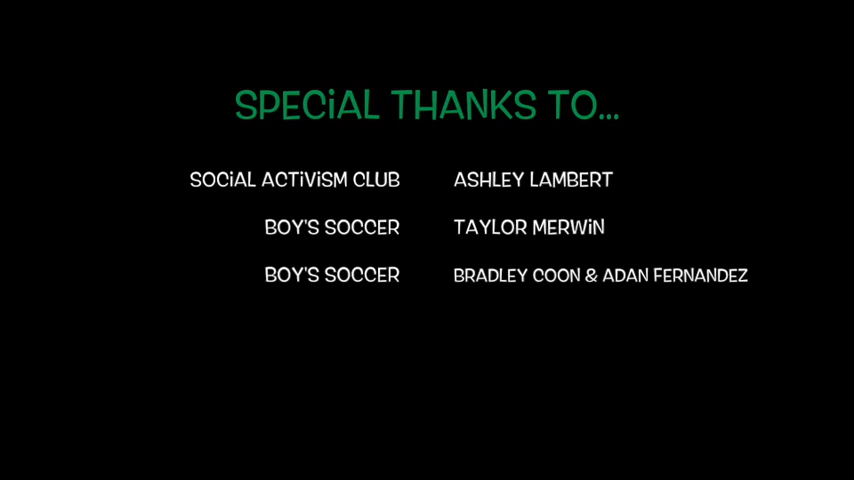 SPECiAL THANKS TO...
SOCiAL ACTiViSM CLUB ASHLEY LAMBERT
BOY'S SOCCER TAYLOR MERWiN
BOY'S SOCCER BRADLEY COON & ADAN FERNANDEZ